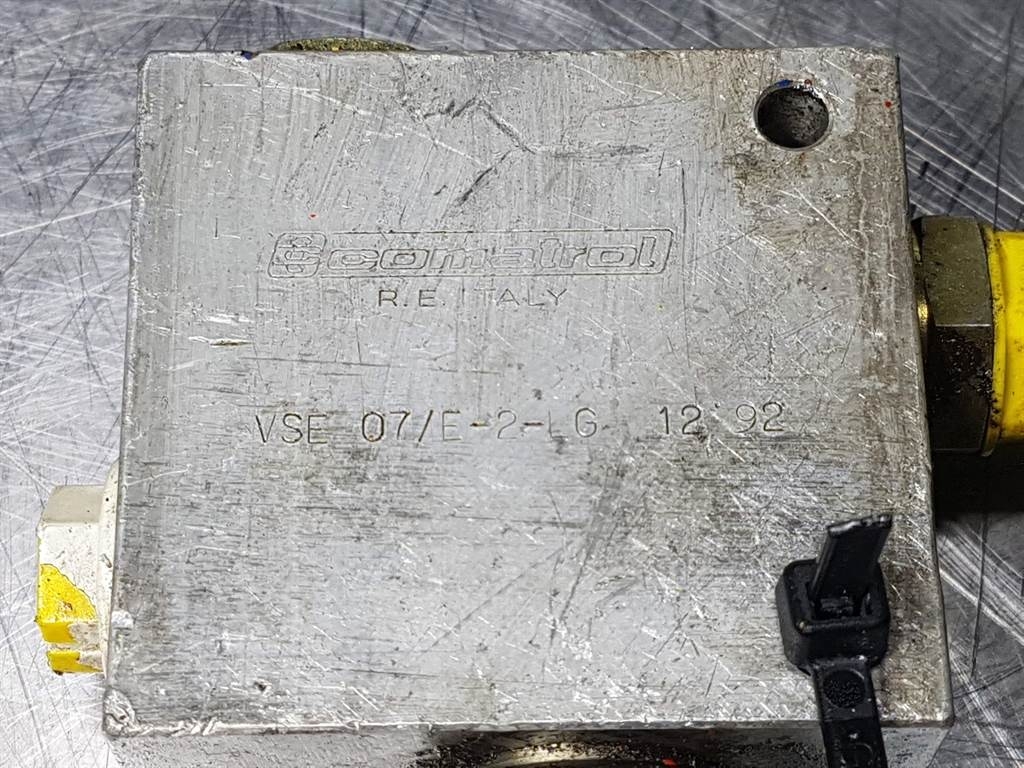 comatrol
R.E. ITALY
VSE 07/E-2-LG 12 92